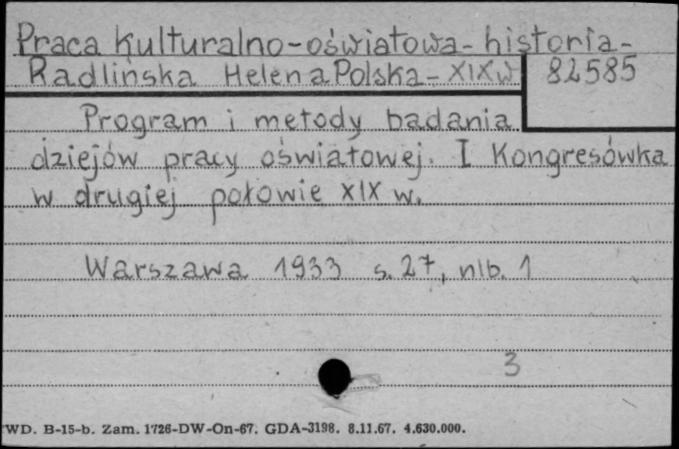 Praca kulturalno-oświatowa-historia-
Radlińska Helena Polska-XIXw 82585
Program i metody badania
dziejów pracy oświatowej. I Kongresówka
w drugiej połowie XIX w.
Warszawa 1933 s. 27, nlb. 1
3
WD. B-15-b. Zam. 1726-DW-On-67. GDA-3198. 8.11.67. 4.630.000.